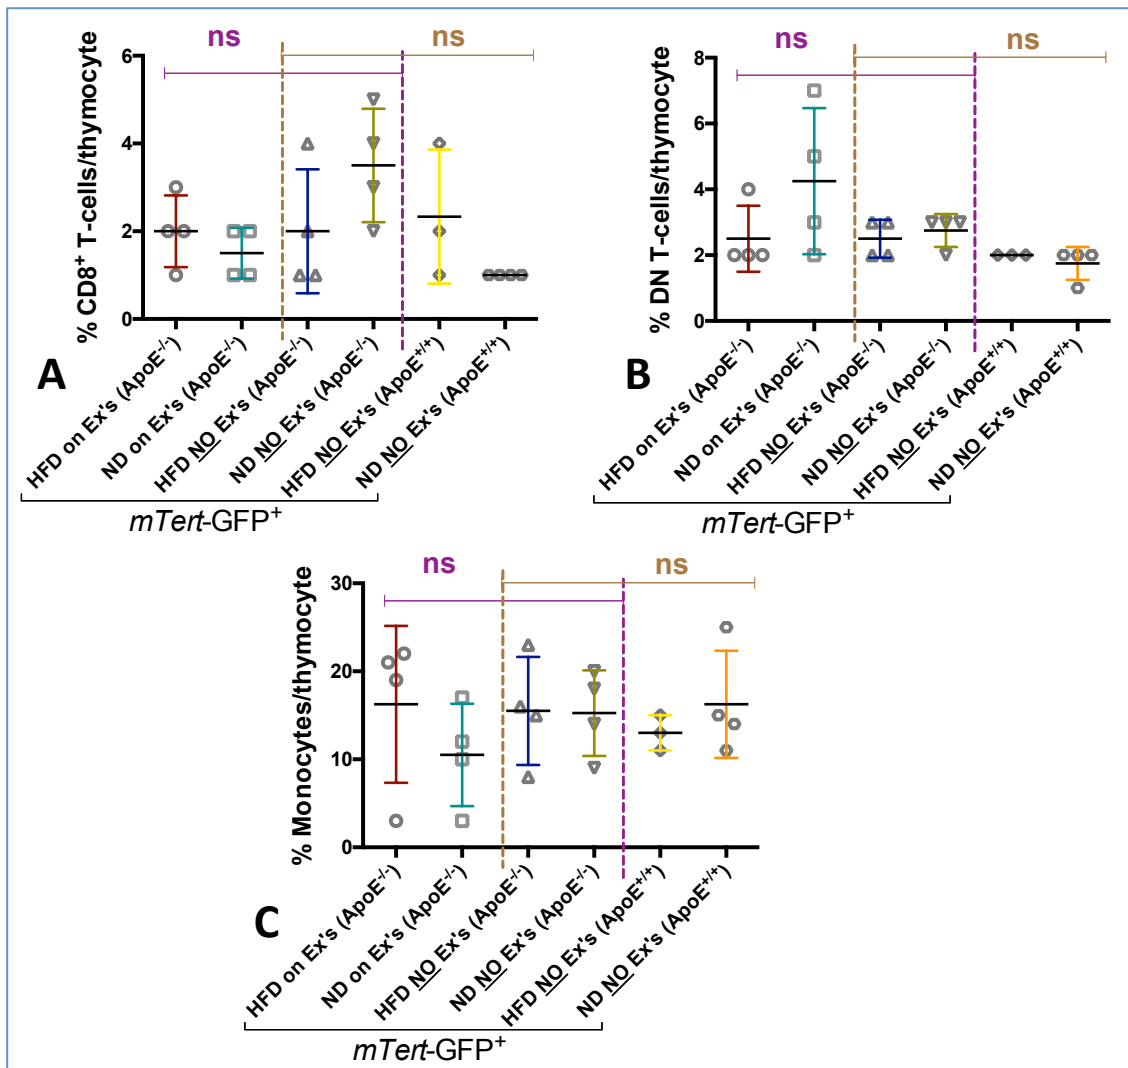 ns
ns
% CD8⁺ T-cells/thymocyte
6
4
2
0
A
HFD on Ex's (ApoE⁻/⁻)
ND on Ex's (ApoE⁻/⁻)
HFD NO Ex's (ApoE⁻/⁻)
ND NO Ex's (ApoE⁻/⁻)
HFD NO Ex's (ApoE⁺/⁺)
ND NO Ex's (ApoE⁺/⁺)
mTert-GFP⁺
ns
ns
% DN T-cells/thymocyte
8
6
4
2
0
B
HFD on Ex's (ApoE⁻/⁻)
ND on Ex's (ApoE⁻/⁻)
HFD NO Ex's (ApoE⁻/⁻)
ND NO Ex's (ApoE⁻/⁻)
HFD NO Ex's (ApoE⁺/⁺)
ND NO Ex's (ApoE⁺/⁺)
mTert-GFP⁺
ns
ns
% Monocytes/thymocyte
30
20
10
0
C
HFD on Ex's (ApoE⁻/⁻)
ND on Ex's (ApoE⁻/⁻)
HFD NO Ex's (ApoE⁻/⁻)
ND NO Ex's (ApoE⁻/⁻)
HFD NO Ex's (ApoE⁺/⁺)
ND NO Ex's (ApoE⁺/⁺)
mTert-GFP⁺